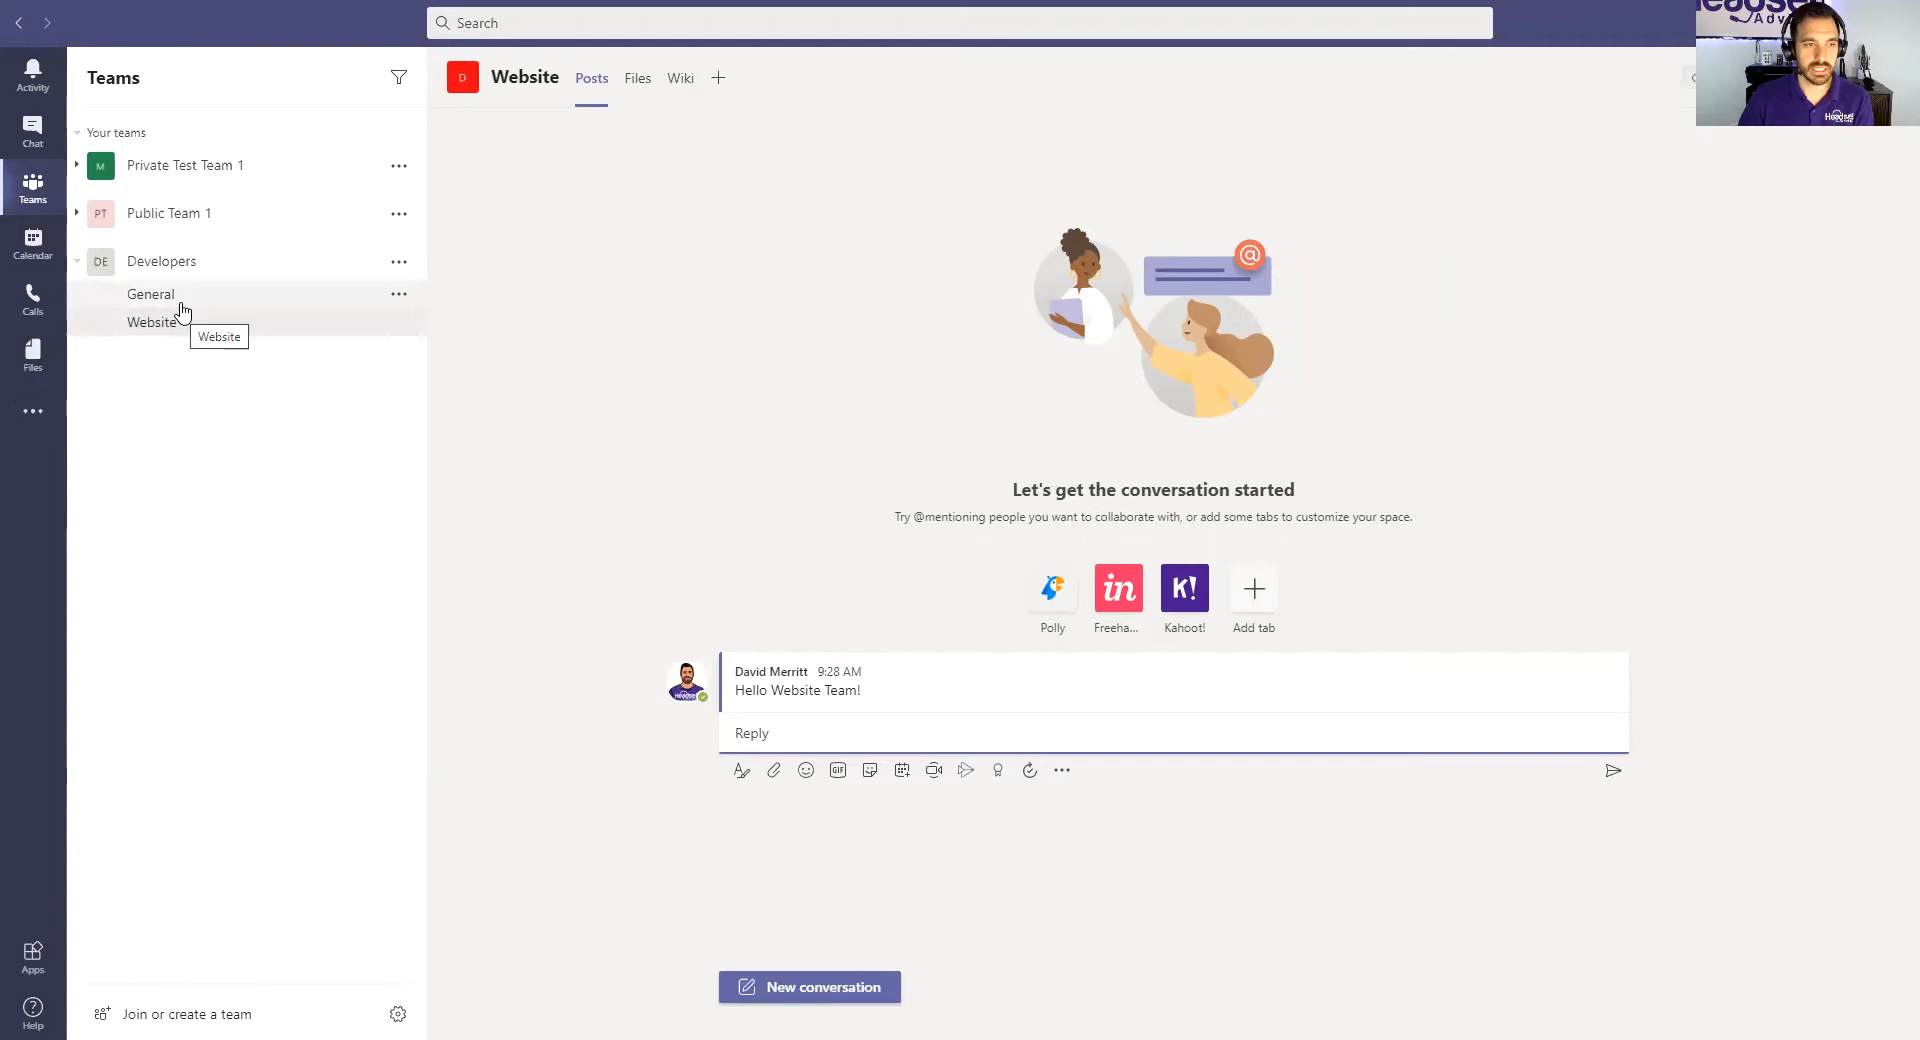 Search
Activity
Chat
Teams
Calendar
Calls
Files
Apps
Help
Teams
Your teams
M
Private Test Team 1
PT
Public Team 1
DE
Developers
General
Website
Website
Join or create a team
D
Website
Posts
Files
Wiki
Let's get the conversation started
Try @mentioning people you want to collaborate with, or add some tabs to customize your space.
in
K!
Polly
Freeha...
Kahoot!
Add tab
David Merritt 9:28 AM
Hello Website Team!
Reply
GIF
New conversation